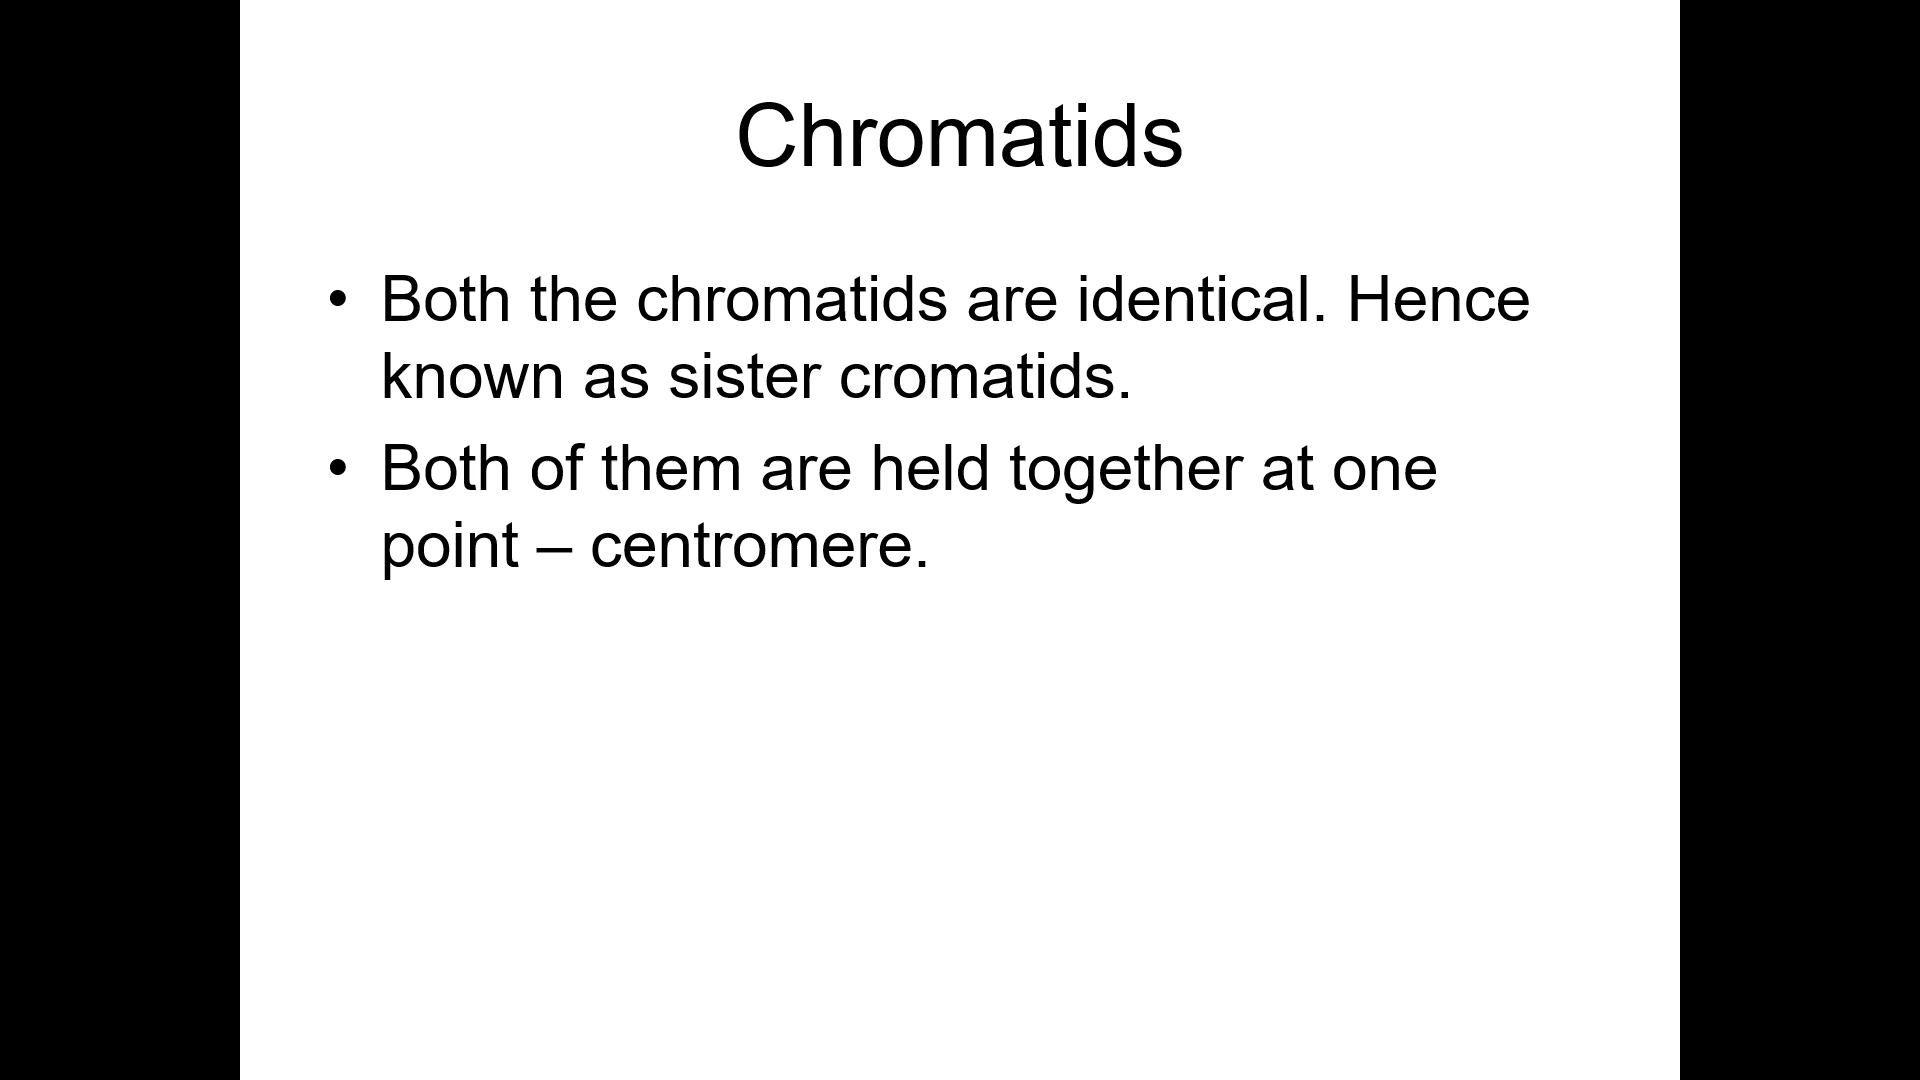 Chromatids
• Both the chromatids are identical. Hence
known as sister cromatids.
• Both of them are held together at one
point – centromere.